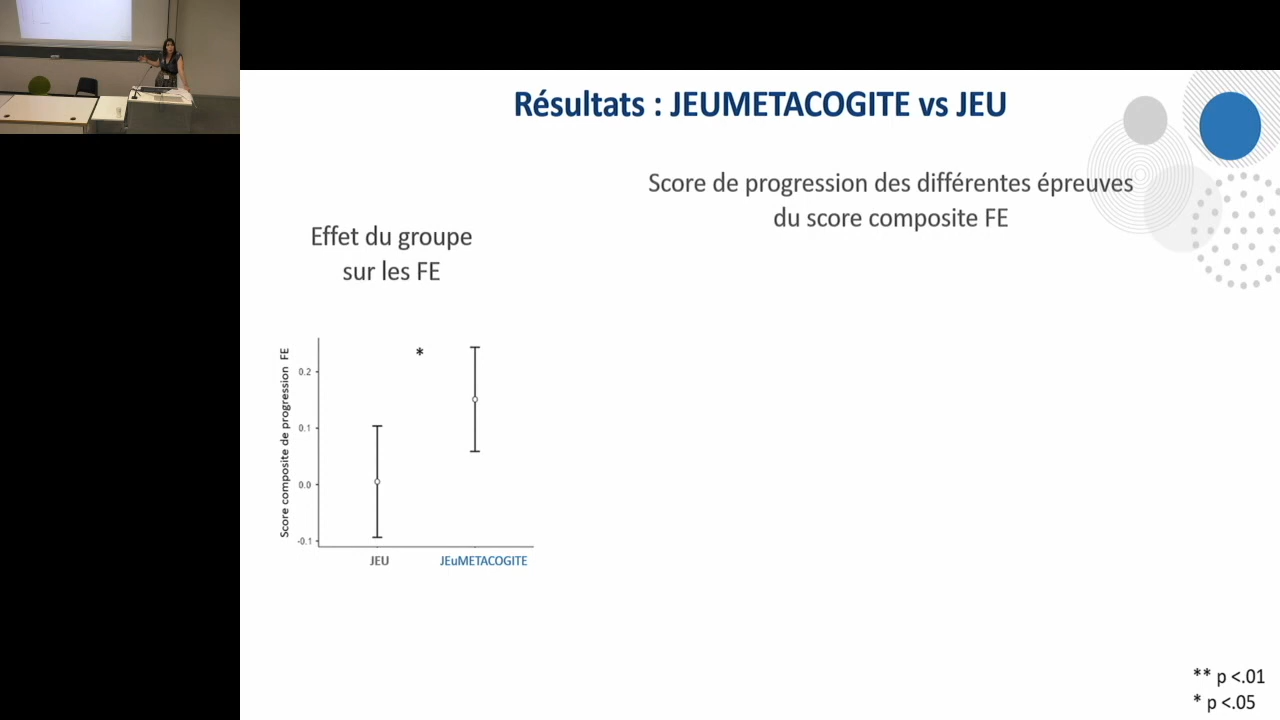 Résultats : JEUMETACOGITE vs JEU
Score de progression des différentes épreuves
du score composite FE
Effet du groupe
sur les FE
Score composite de progression FE
*
0.2
0.1
0.0
-0.1
JEU
JEuMETACOGITE
** p <.01
* p <.05